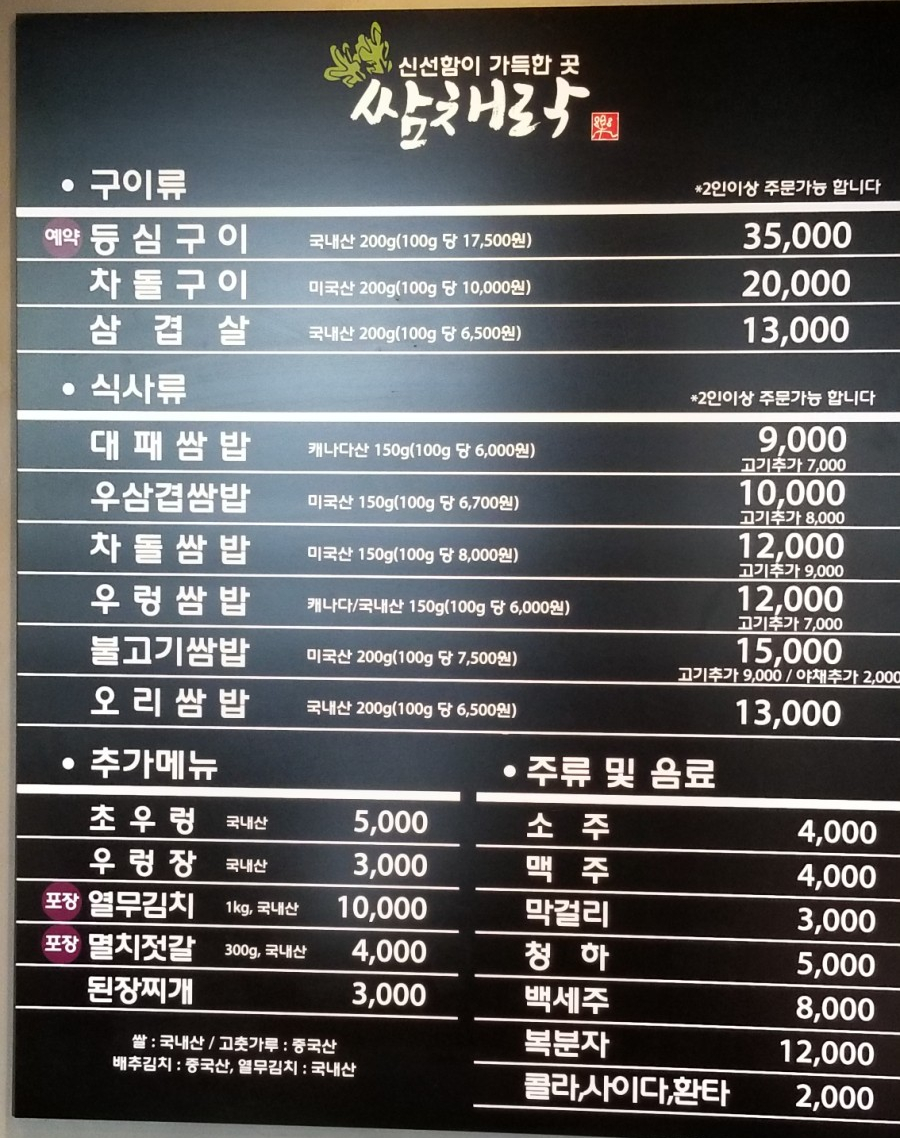 신선함이 가득한 곳
쌈채락
• 구이류 *2인이상 주문가능 합니다
예약 등심구이 국내산 200g(100g 당 17,500원) 35,000
차돌구이 미국산 200g(100g 당 10,000원) 20,000
삼겹살 국내산 200g(100g 당 6,500원) 13,000
• 식사류 *2인이상 주문가능 합니다
대패쌈밥 캐나다산 150g(100g 당 6,000원) 9,000
고기추가 7,000
우삼겹쌈밥 미국산 150g(100g 당 6,700원) 10,000
고기추가 8,000
차돌쌈밥 미국산 150g(100g 당 8,000원) 12,000
고기추가 9,000
우렁쌈밥 캐나다/국내산 150g(100g 당 6,000원) 12,000
고기추가 7,000
불고기쌈밥 미국산 200g(100g 당 7,500원) 15,000
고기추가 9,000 / 야채추가 2,000
오리쌈밥 국내산 200g(100g 당 6,500원) 13,000
• 추가메뉴
초우렁 국내산 5,000
우렁장 국내산 3,000
포장 열무김치 1kg, 국내산 10,000
포장 멸치젓갈 300g, 국내산 4,000
된장찌개 3,000
쌀 : 국내산 / 고춧가루 : 중국산
배추김치 : 중국산, 열무김치 : 국내산
• 주류 및 음료
소주 4,000
맥주 4,000
막걸리 3,000
청하 5,000
백세주 8,000
복분자 12,000
콜라,사이다,환타 2,000